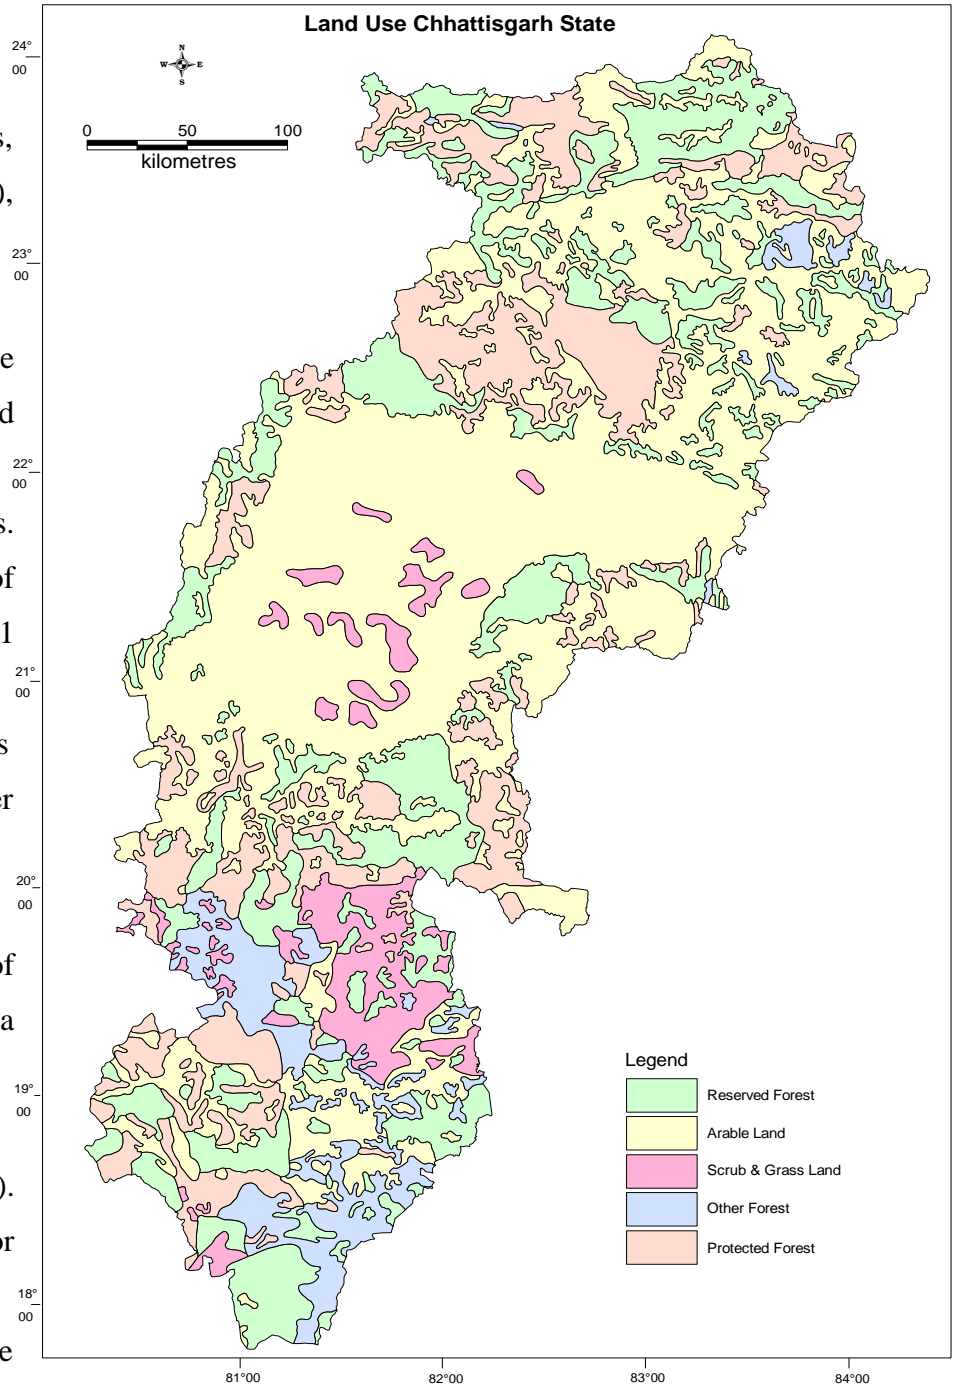 Land Use Chhattisgarh State
N
W E
S
0 50 100
kilometres
24°
00
23°
00
22°
00
21°
00
20°
00
19°
00
18°
00
s,
),
e
d
s.
of
1
s
er
of
a
).
or
e
Legend
Reserved Forest
Arable Land
Scrub & Grass Land
Other Forest
Protected Forest
81°00 82°00 83°00 84°00